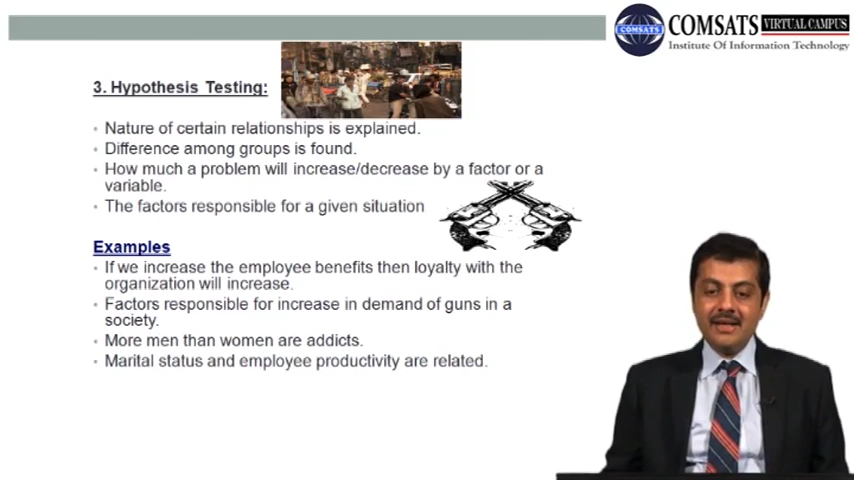 COMSATS VIRTUAL CAMPUS
COMSATS
Institute Of Information Technology
3. Hypothesis Testing:
Nature of certain relationships is explained.
Difference among groups is found.
How much a problem will increase/decrease by a factor or a
variable.
The factors responsible for a given situation
Examples
If we increase the employee benefits then loyalty with the
organization will increase.
Factors responsible for increase in demand of guns in a
society.
More men than women are addicts.
Marital status and employee productivity are related.